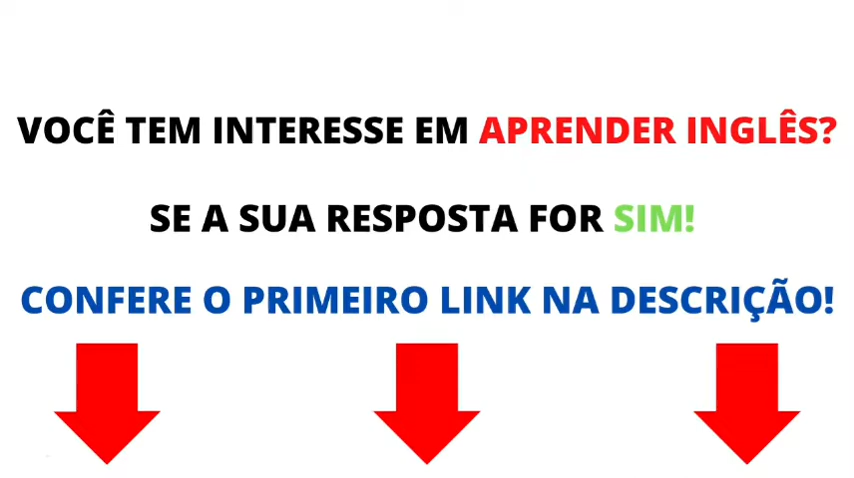 VOCÊ TEM INTERESSE EM APRENDER INGLÊS?
SE A SUA RESPOSTA FOR SIM!
CONFERE O PRIMEIRO LINK NA DESCRIÇÃO!